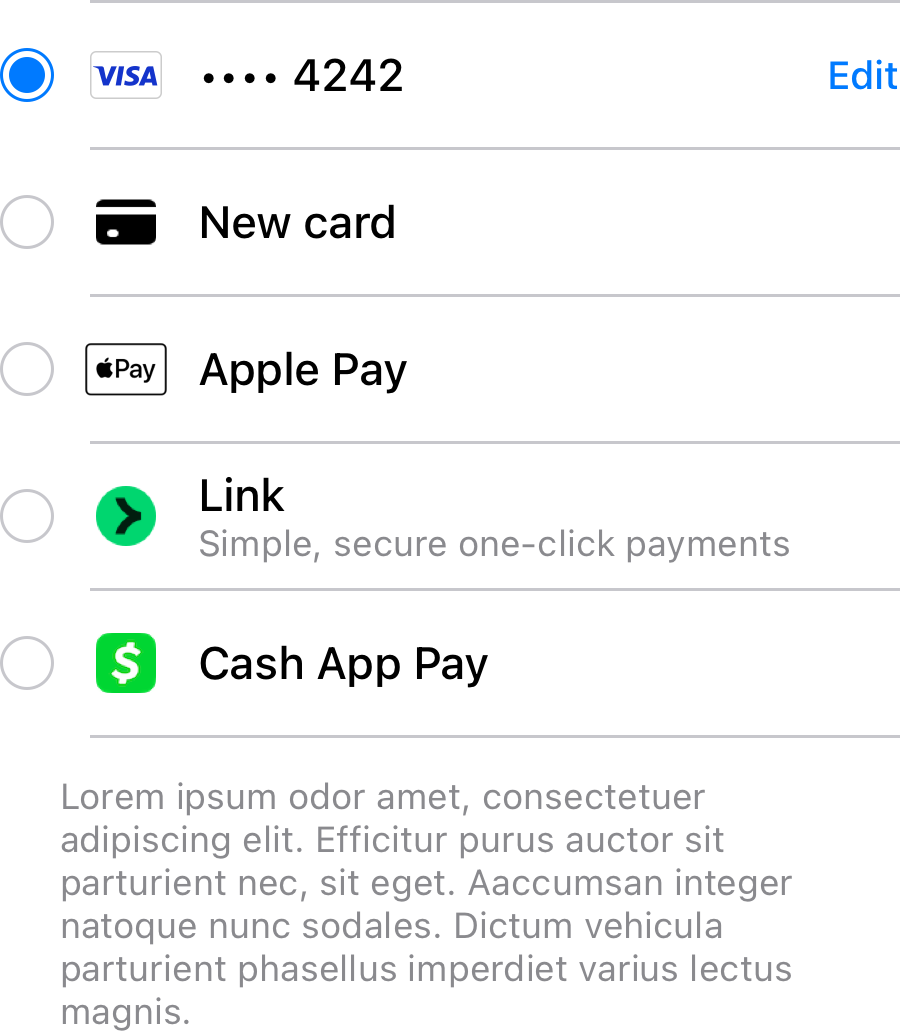 VISA •••• 4242 Edit
New card
Pay Apple Pay
Link
Simple, secure one-click payments
$ Cash App Pay
Lorem ipsum odor amet, consectetuer
adipiscing elit. Efficitur purus auctor sit
parturient nec, sit eget. Aaccumsan integer
natoque nunc sodales. Dictum vehicula
parturient phasellus imperdiet varius lectus
magnis.